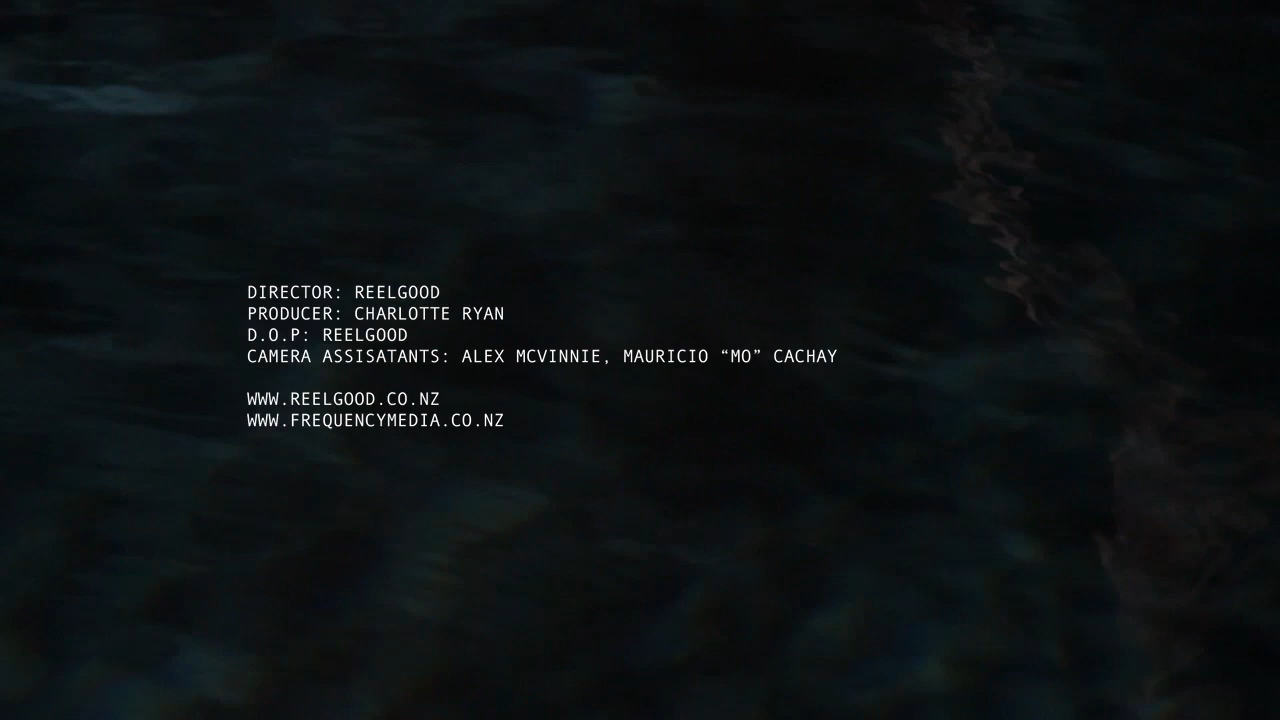 DIRECTOR: REELGOOD
PRODUCER: CHARLOTTE RYAN
D.O.P: REELGOOD
CAMERA ASSISATANTS: ALEX MCVINNIE, MAURICIO “MO” CACHAY
WWW.REELGOOD.CO.NZ
WWW.FREQUENCYMEDIA.CO.NZ